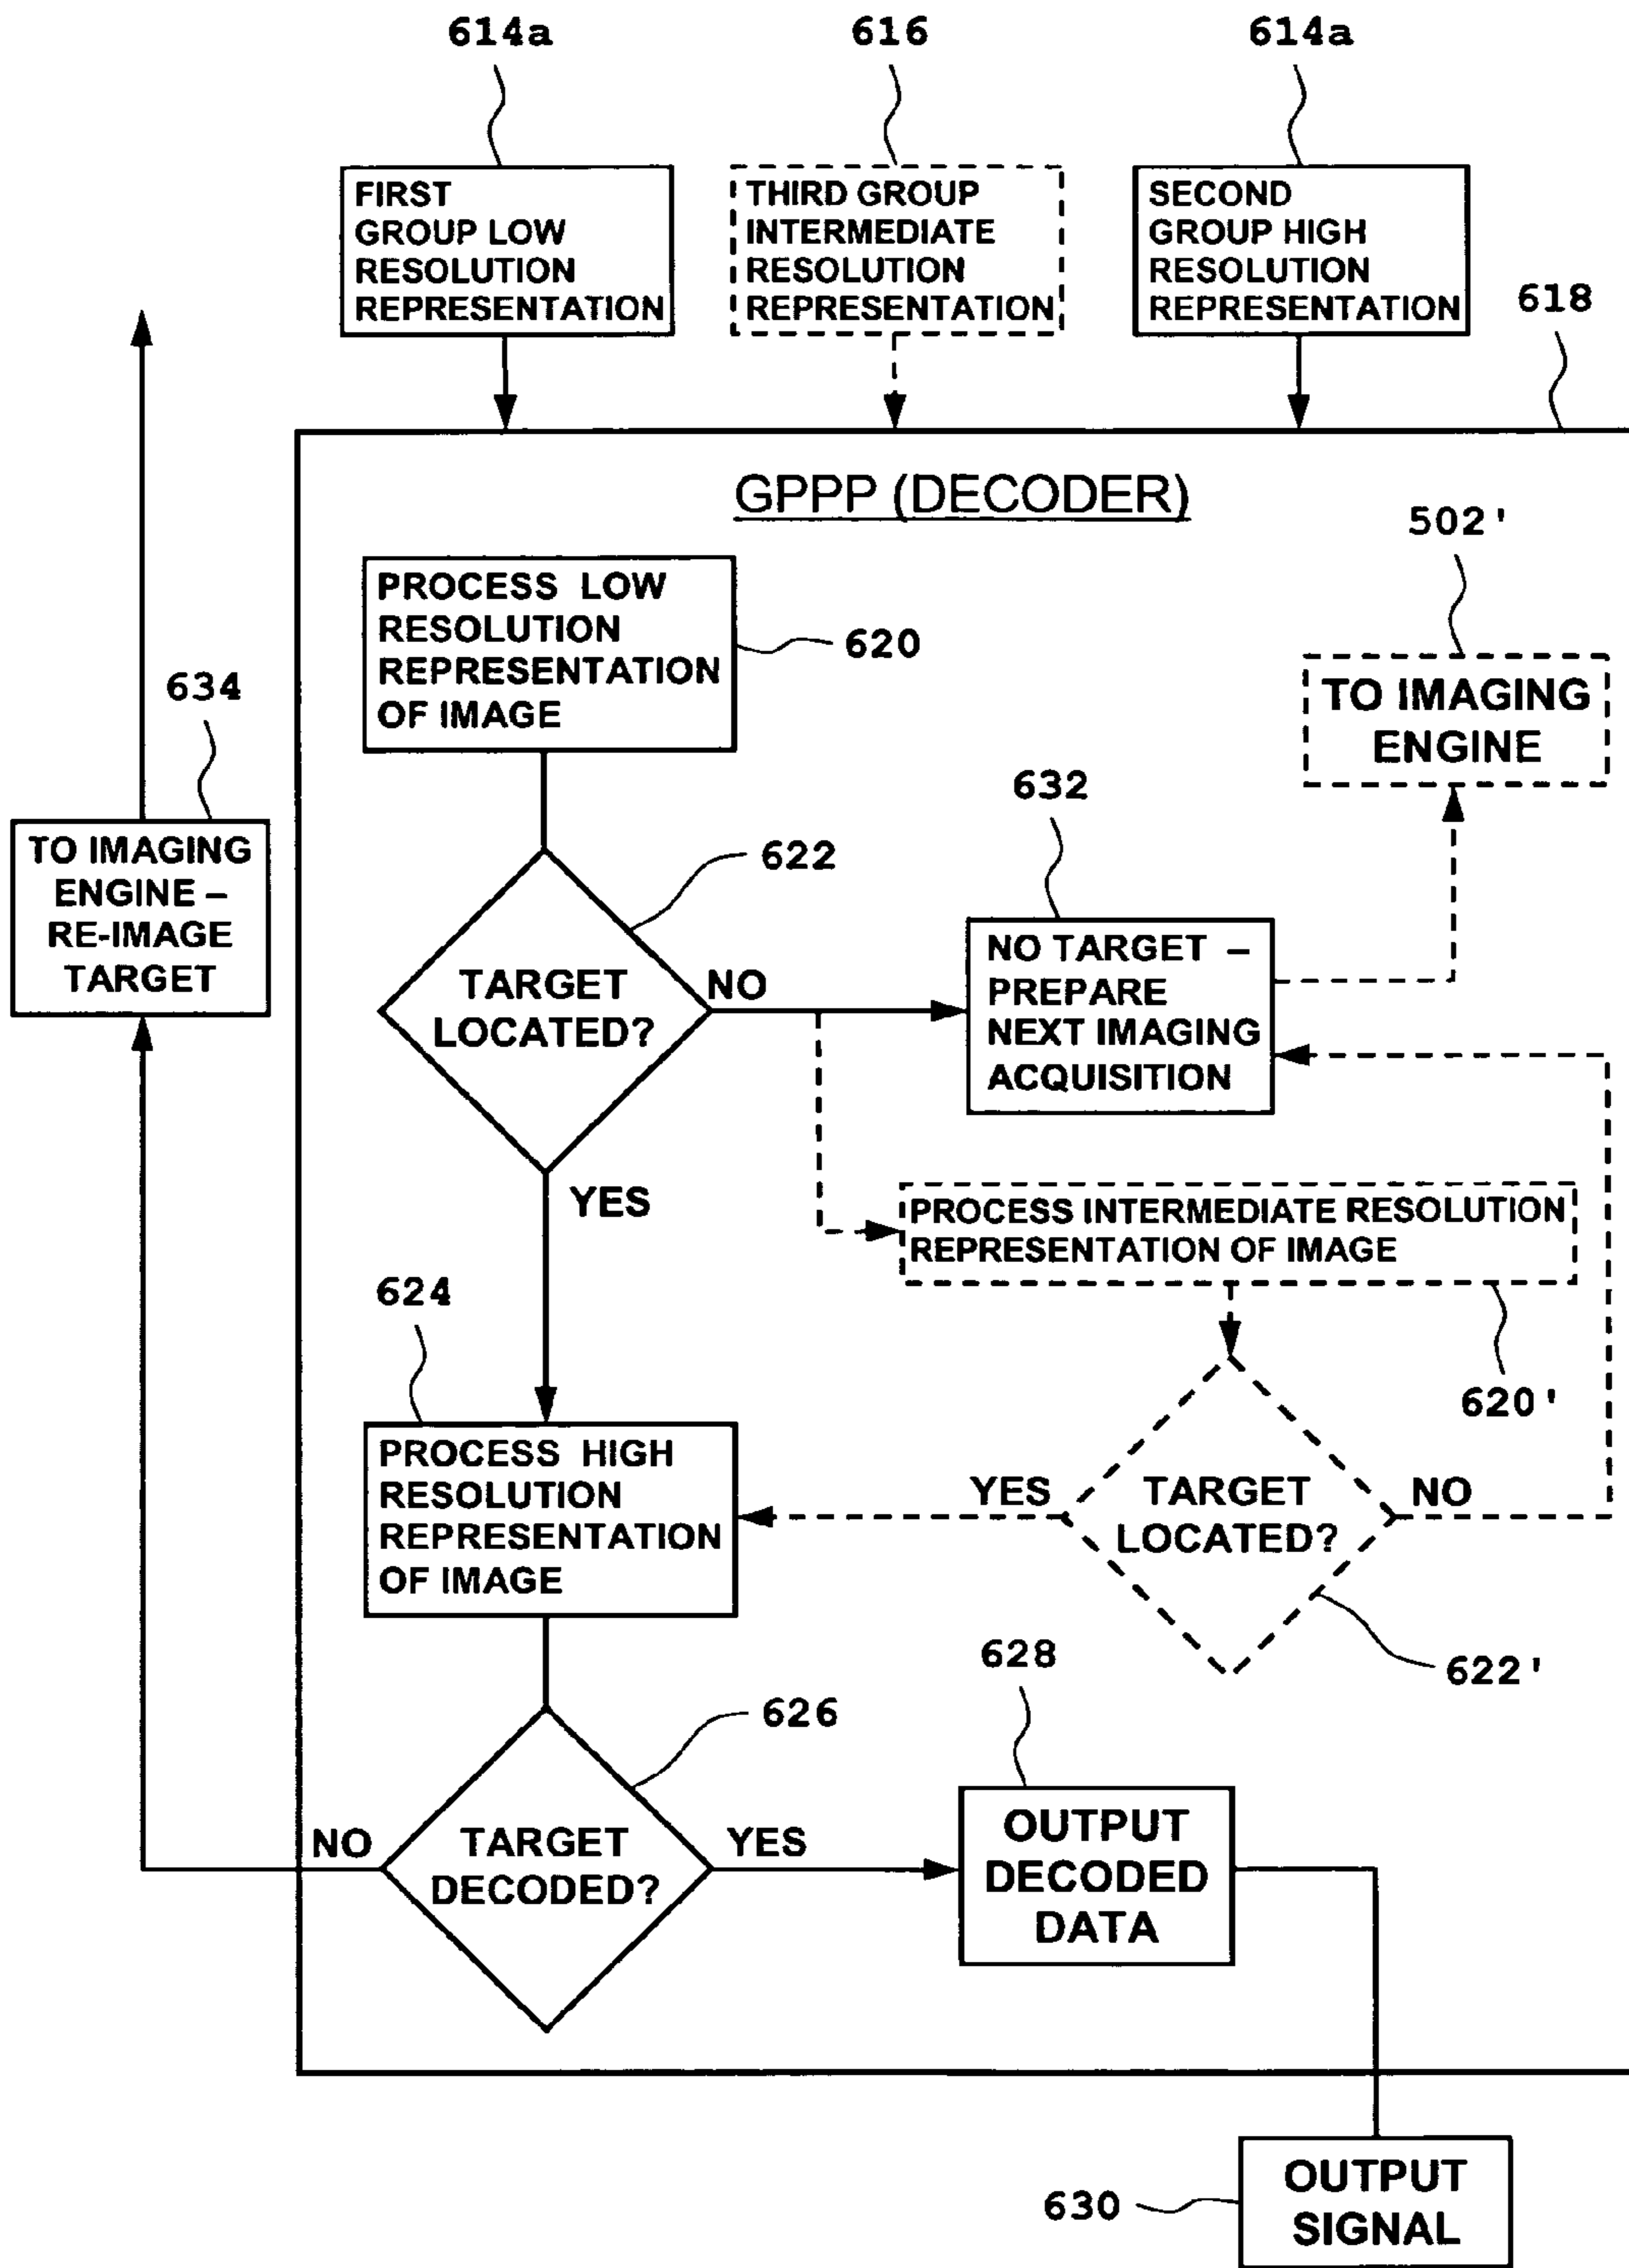 614a
616
614a
FIRST
GROUP LOW
RESOLUTION
REPRESENTATION
THIRD GROUP
INTERMEDIATE
RESOLUTION
REPRESENTATION
SECOND
GROUP HIGH
RESOLUTION
REPRESENTATION
618
GPPP (DECODER)
502'
PROCESS LOW
RESOLUTION
REPRESENTATION
OF IMAGE
620
TO IMAGING
ENGINE
634
TO IMAGING
ENGINE –
RE-IMAGE
TARGET
622
632
TARGET
LOCATED?
NO
NO TARGET –
PREPARE
NEXT IMAGING
ACQUISITION
YES
PROCESS INTERMEDIATE RESOLUTION
REPRESENTATION OF IMAGE
620'
624
PROCESS HIGH
RESOLUTION
REPRESENTATION
OF IMAGE
YES
TARGET
LOCATED?
NO
622'
626
628
NO
TARGET
DECODED?
YES
OUTPUT
DECODED
DATA
630
OUTPUT
SIGNAL